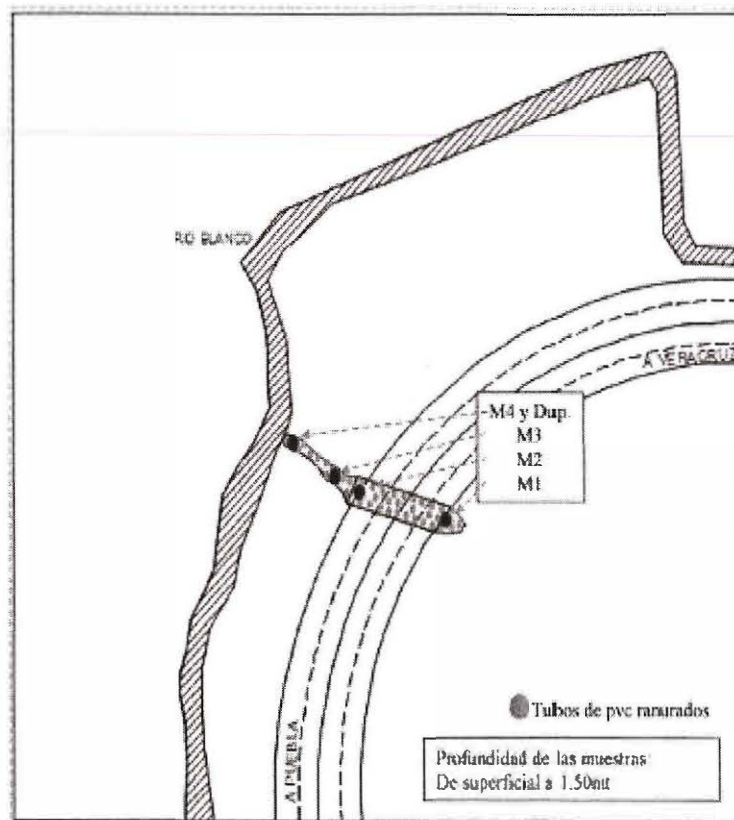 RIO BLANCO
A VERACRUZ
M4 y Dup.
M3
M2
M1
Tubos de pvc ranurados
A PUEBLA
Profundidad de las muestras:
De superficial a 1.50mt